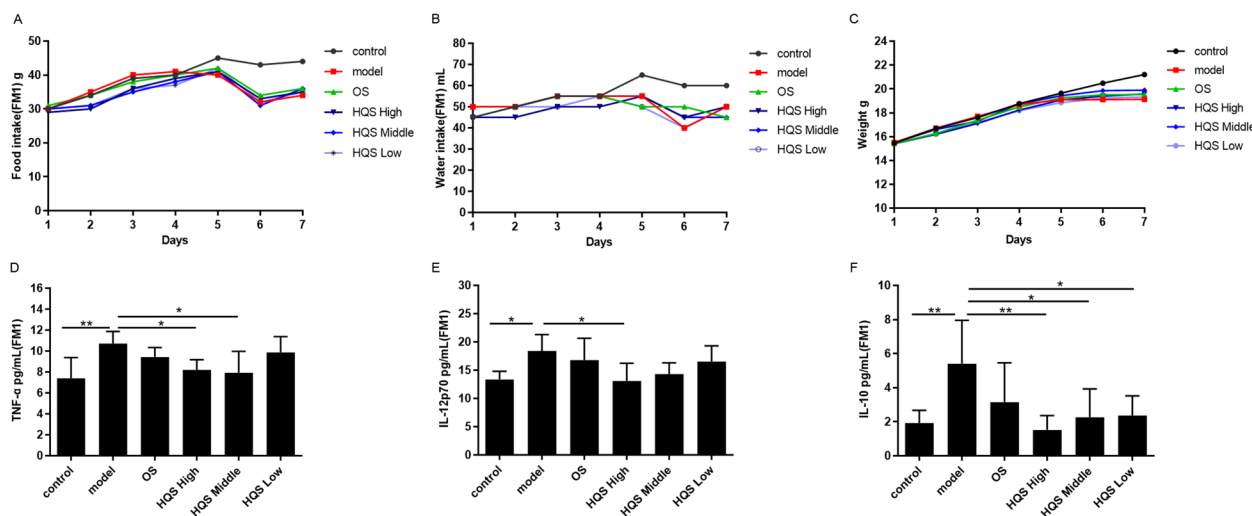 A
Food intake(FM1) g
50
40
30
20
10
0
1 2 3 4 5 6 7
Days
control
model
OS
HQS High
HQS Middle
HQS Low
B
Water intake(FM1) mL
80
70
60
50
40
30
20
10
0
1 2 3 4 5 6 7
Days
control
model
OS
HQS High
HQS Middle
HQS Low
C
Weight g
24
22
20
18
16
14
12
10
1 2 3 4 5 6 7
Days
control
model
OS
HQS High
HQS Middle
HQS Low
D
TNF-α pg/mL(FM1)
16
14
12
10
8
6
4
2
0
**
*
*
control
model
OS
HQS High
HQS Middle
HQS Low
E
IL-12p70 pg/mL(FM1)
30
25
20
15
10
5
0
*
*
control
model
OS
HQS High
HQS Middle
HQS Low
F
IL-10 pg/mL(FM1)
10
8
6
4
2
0
**
**
*
*
control
model
OS
HQS High
HQS Middle
HQS Low